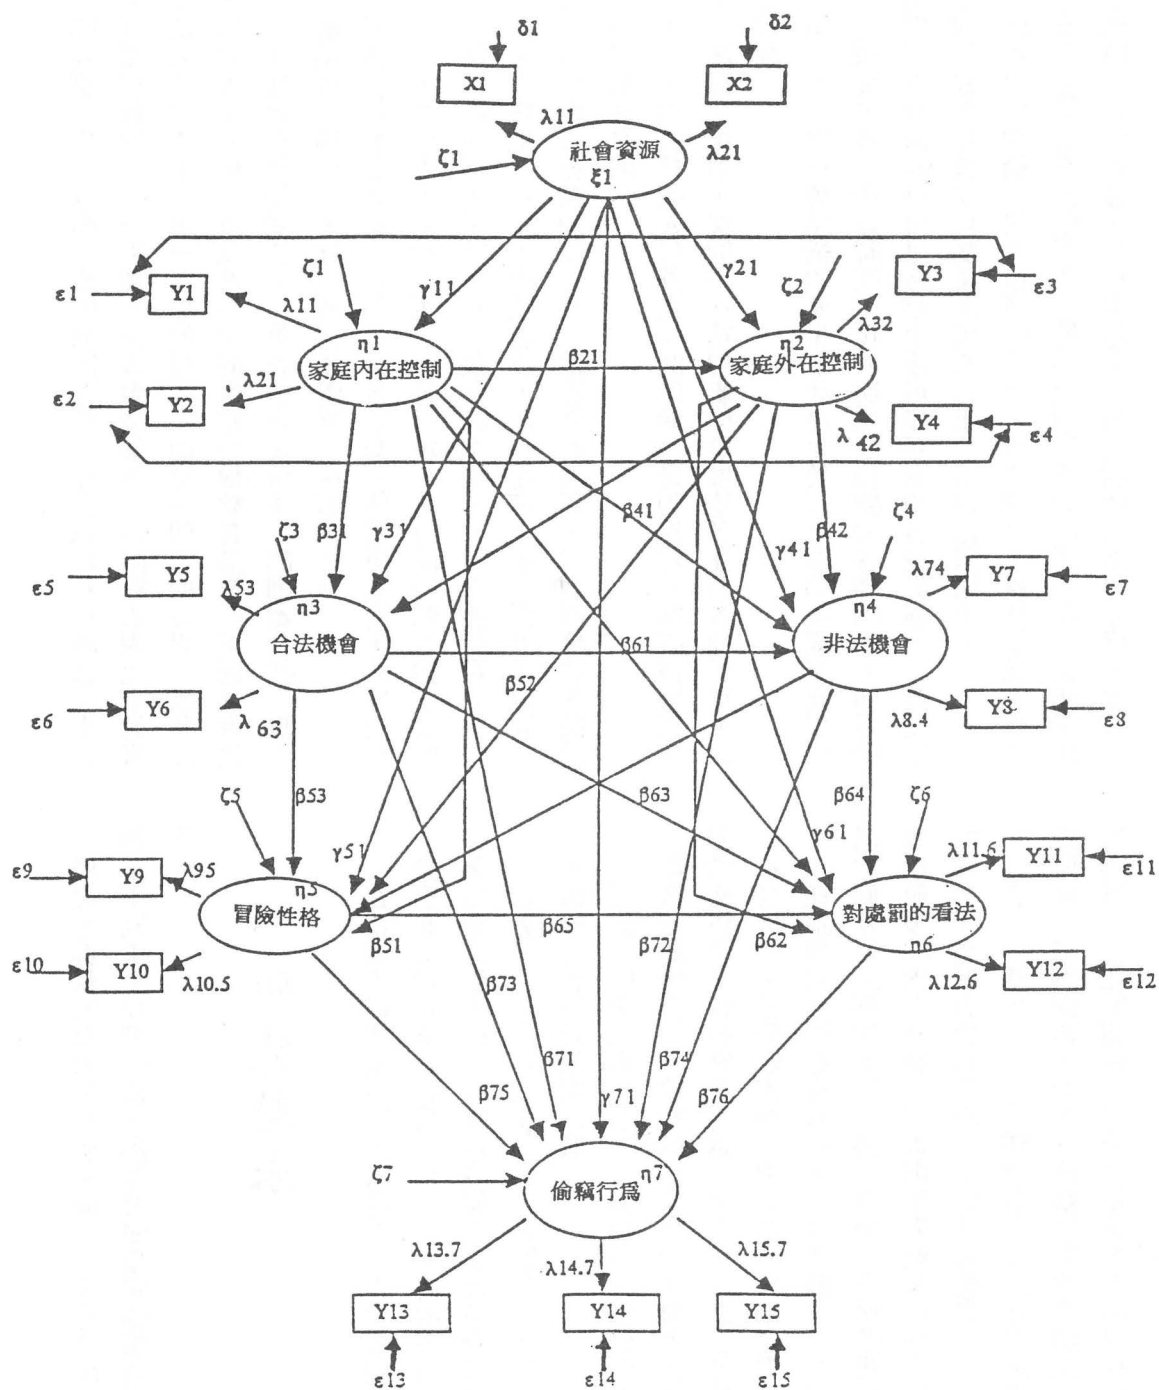 δ1 δ2
X1 X2
λ11
社會資源
λ21
ζ1
ξ1
ζ1 γ11 γ21 ζ2 Y3
ε1 Y1 ε3
λ11 λ32
η1 η2
家庭內在控制 β21 家庭外在控制
λ21
ε2 Y2 Y4
λ 42 ε4
β41
ζ3 β31 γ31 γ41 β42 ζ4
Y5 λ74 Y7
ε5 λ53 ε7
η3 η4
合法機會 β61 非法機會
β52
Y6 Y8
ε6 λ 63 λ8.4 ε8
ζ5 β53 β63 β64 ζ6
γ51 γ61 λ11.6 Y11
ε9 Y9 λ95 ε11
η5
冒險性格 對處罰的看法
β51 β65 β72 β62 η6
ε10 Y10 Y12
λ10.5 β73 λ12.6 ε12
β71 β74
β75 γ71 β76
ζ7 η7
偷竊行為
λ13.7 λ14.7 λ15.7
Y13 Y14 Y15
ε13 ε14 ε15